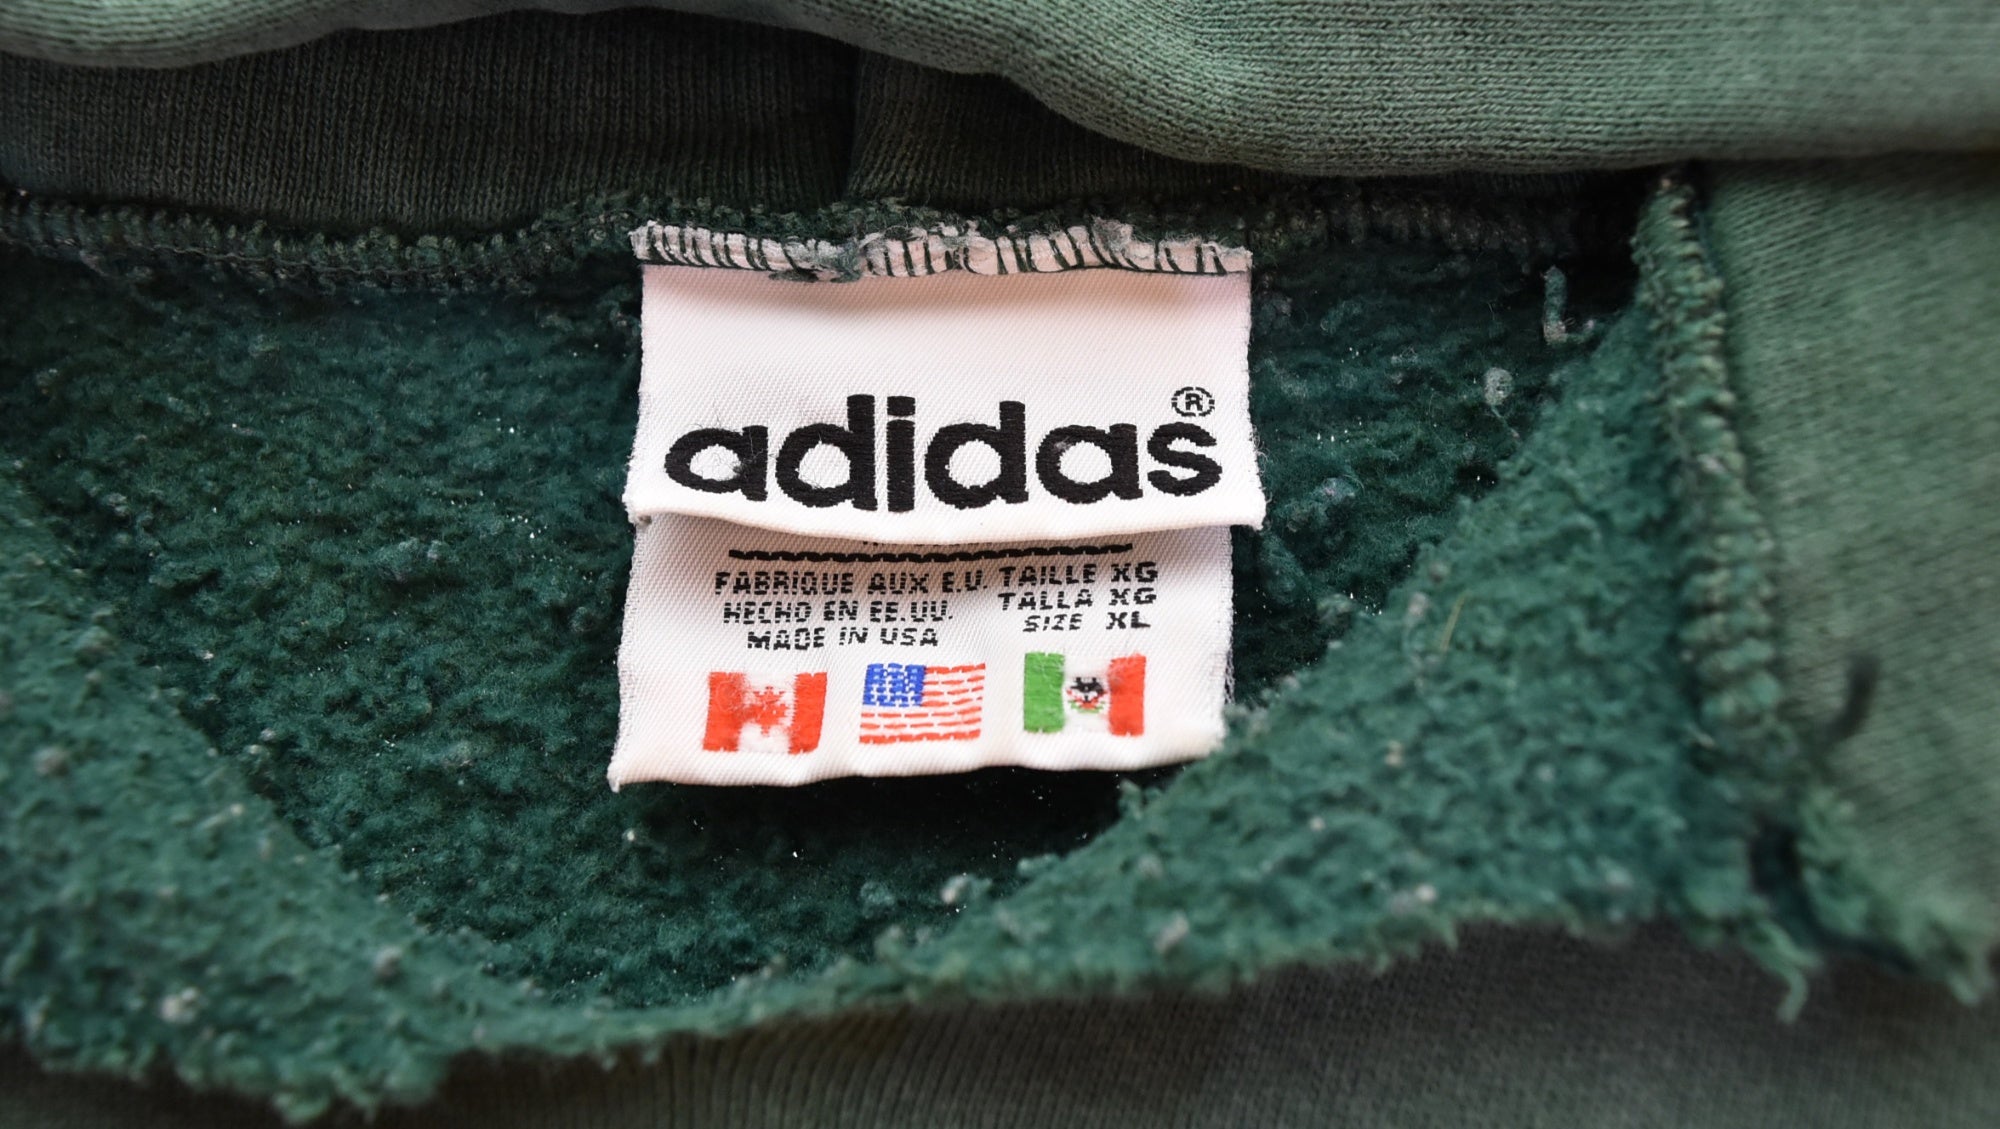 adidas®
FABRIQUE AUX E.U. TAILLE XG
HECHO EN EE.UU. TALLA XG
MADE IN USA SIZE XL